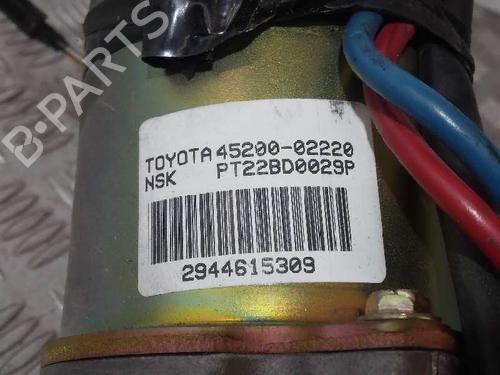 B-PARTS
TOYOTA 45200-02220
NSK PT22BD0029P
2944615309